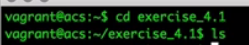 vagrant@acs:~$ cd exercise_4.1
vagrant@acs:~/exercise_4.1$ ls